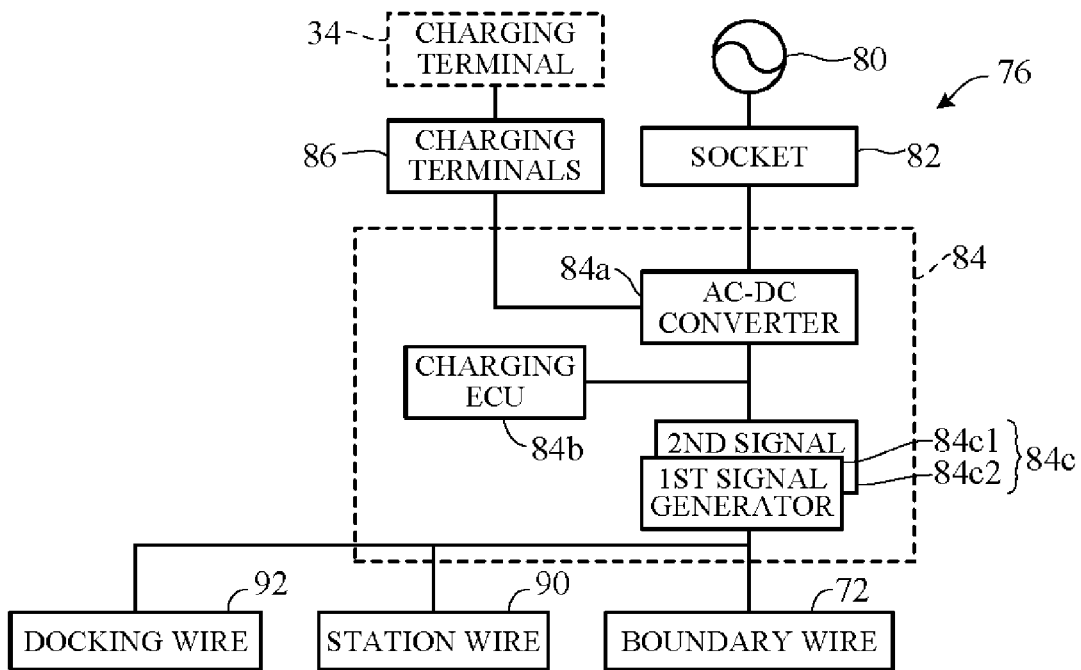 34
CHARGING
TERMINAL
80
76
86
CHARGING
TERMINALS
SOCKET
82
84
84a
AC-DC
CONVERTER
CHARGING
ECU
84b
2ND SIGNAL
1ST SIGNAL
GENERATOR
84c1
84c2
84c
92
90
72
DOCKING WIRE
STATION WIRE
BOUNDARY WIRE